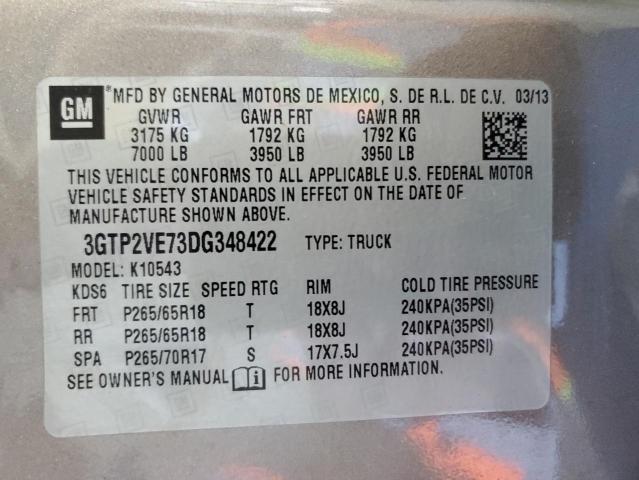 GM *MFD BY GENERAL MOTORS DE MEXICO, S. DE R.L. DE C.V. 03/13
GVWR GAWR FRT GAWR RR
3175 KG 1792 KG 1792 KG
7000 LB 3950 LB 3950 LB
THIS VEHICLE CONFORMS TO ALL APPLICABLE U.S. FEDERAL MOTOR
VEHICLE SAFETY STANDARDS IN EFFECT ON THE DATE OF
MANUFACTURE SHOWN ABOVE.
3GTP2VE73DG348422 TYPE: TRUCK
MODEL: K10543
KDS6 TIRE SIZE SPEED RTG RIM COLD TIRE PRESSURE
FRT P265/65R18 T 18X8J 240KPA(35PSI)
RR P265/65R18 T 18X8J 240KPA(35PSI)
SPA P265/70R17 S 17X7.5J 240KPA(35PSI)
SEE OWNER'S MANUAL i FOR MORE INFORMATION.